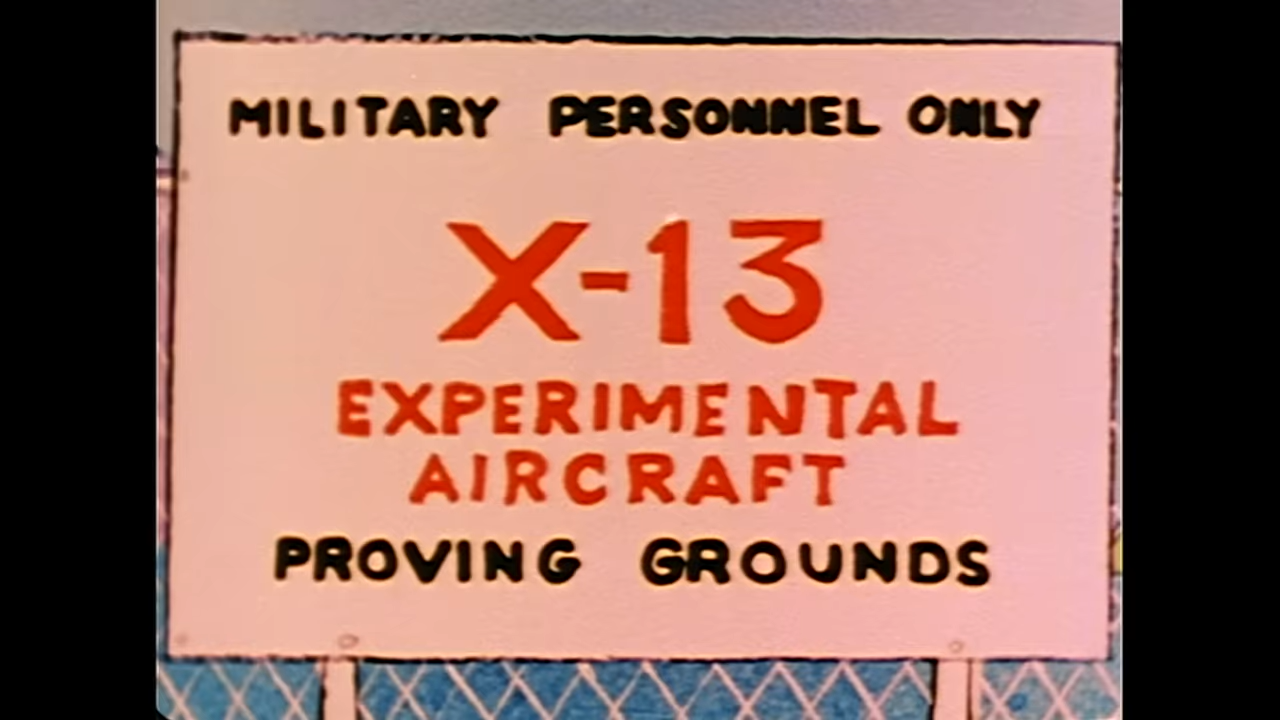 MILITARY PERSONNEL ONLY
X-13
EXPERIMENTAL
AIRCRAFT
PROVING GROUNDS